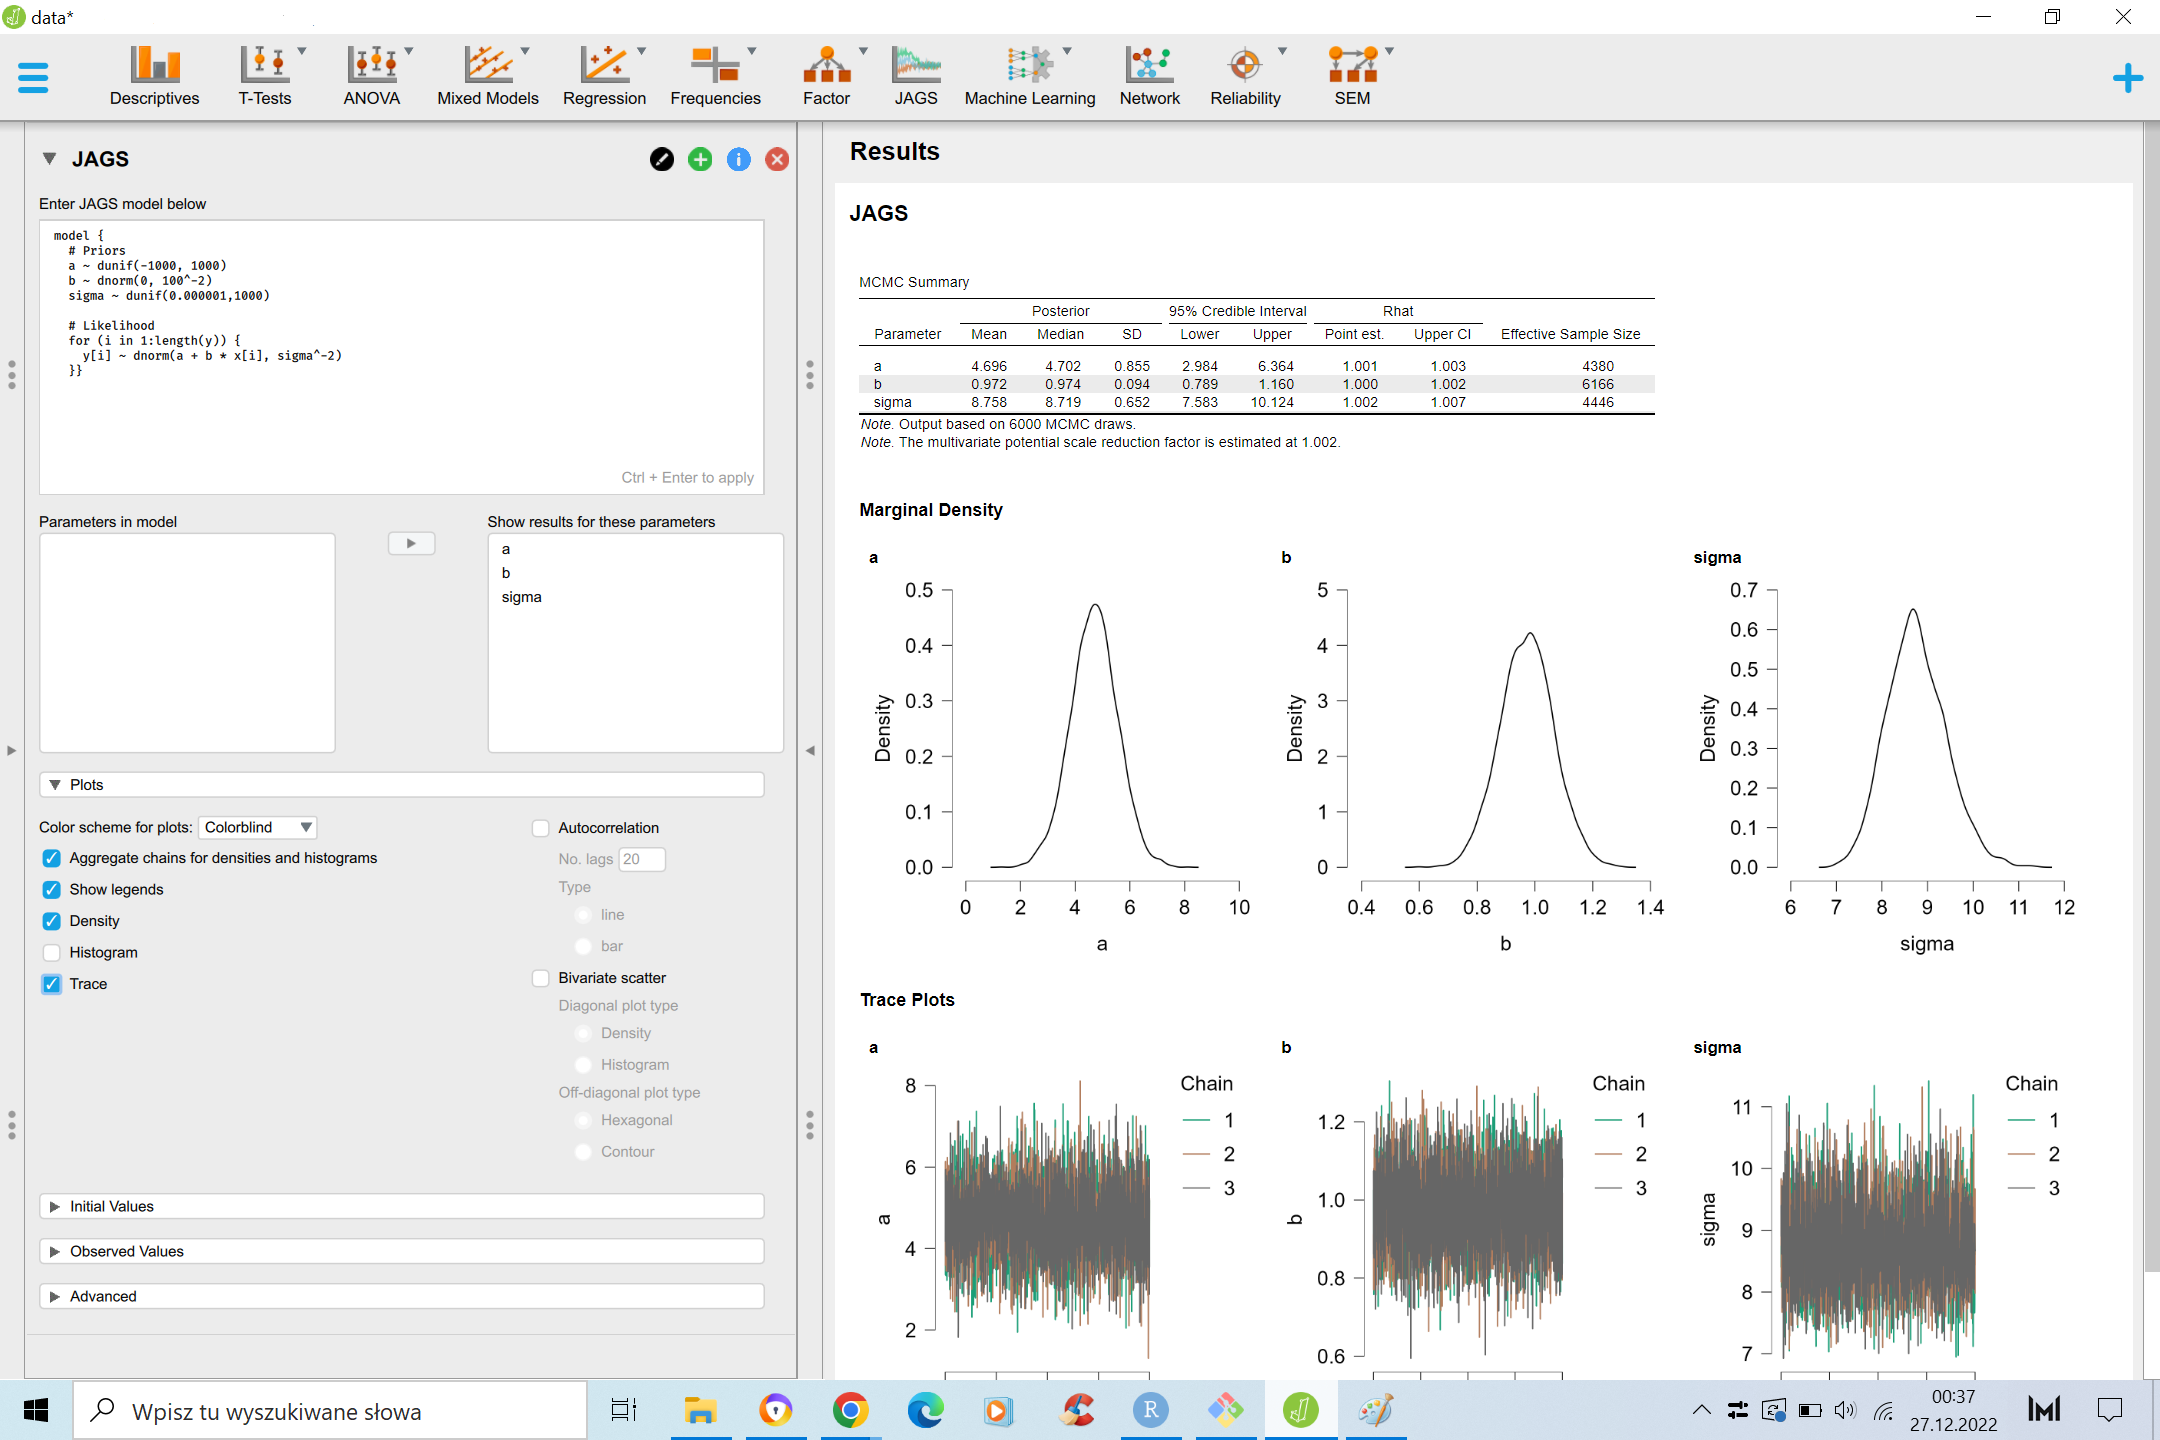 data*
Descriptives
T-Tests
ANOVA
Mixed Models
Regression
Frequencies
Factor
JAGS
Machine Learning
Network
Reliability
SEM
JAGS
Enter JAGS model below
model {
# Priors
a ~ dunif(-1000, 1000)
b ~ dnorm(0, 100^-2)
sigma ~ dunif(0.000001,1000)
# Likelihood
for (i in 1:length(y)) {
y[i] ~ dnorm(a + b * x[i], sigma^-2)
}}
Ctrl + Enter to apply
Parameters in model
Show results for these parameters
a
b
sigma
Plots
Color scheme for plots: Colorblind
Aggregate chains for densities and histograms
Show legends
Density
Histogram
Trace
Autocorrelation
No. lags 20
Type
line
bar
Bivariate scatter
Diagonal plot type
Density
Histogram
Off-diagonal plot type
Hexagonal
Contour
Initial Values
Observed Values
Advanced
Results
JAGS
MCMC Summary
Posterior 95% Credible Interval Rhat
Parameter Mean Median SD Lower Upper Point est. Upper CI Effective Sample Size
a 4.696 4.702 0.855 2.984 6.364 1.001 1.003 4380
b 0.972 0.974 0.094 0.789 1.160 1.000 1.002 6166
sigma 8.758 8.719 0.652 7.583 10.124 1.002 1.007 4446
Note. Output based on 6000 MCMC draws.
Note. The multivariate potential scale reduction factor is estimated at 1.002.
Marginal Density
a
0.5
0.4
0.3
0.2
0.1
0.0
Density
0 2 4 6 8 10
a
b
5
4
3
2
1
0
Density
0.4 0.6 0.8 1.0 1.2 1.4
b
sigma
0.7
0.6
0.5
0.4
0.3
0.2
0.1
0.0
Density
6 7 8 9 10 11 12
sigma
Trace Plots
a
8
6
4
2
a
Chain
1
2
3
b
1.2
1.0
0.8
0.6
b
Chain
1
2
3
sigma
11
10
9
8
7
sigma
Chain
1
2
3
Wpisz tu wyszukiwane słowa
R
00:37
27.12.2022